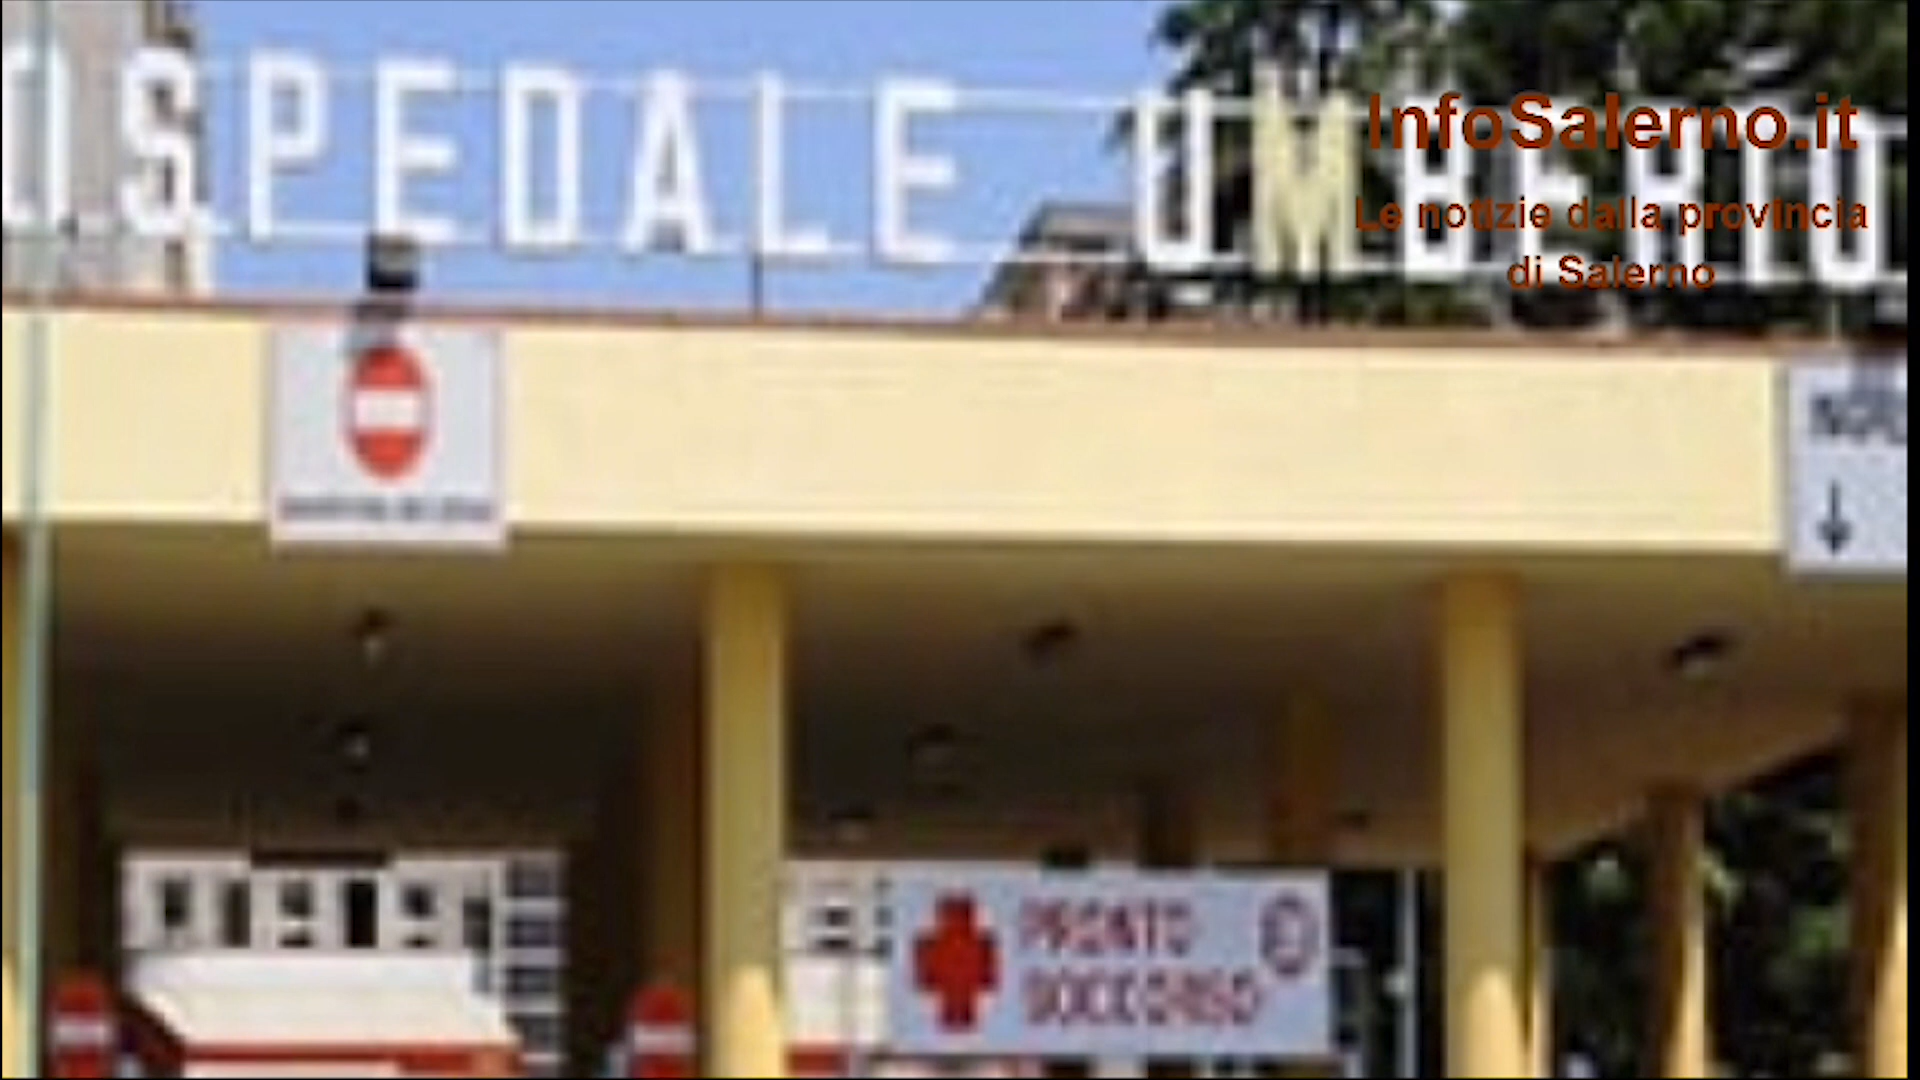 OSPEDALE UMBERTO
InfoSalerno.it
Le notizie dalla provincia
di Salerno
PRONTO
SOCCORSO